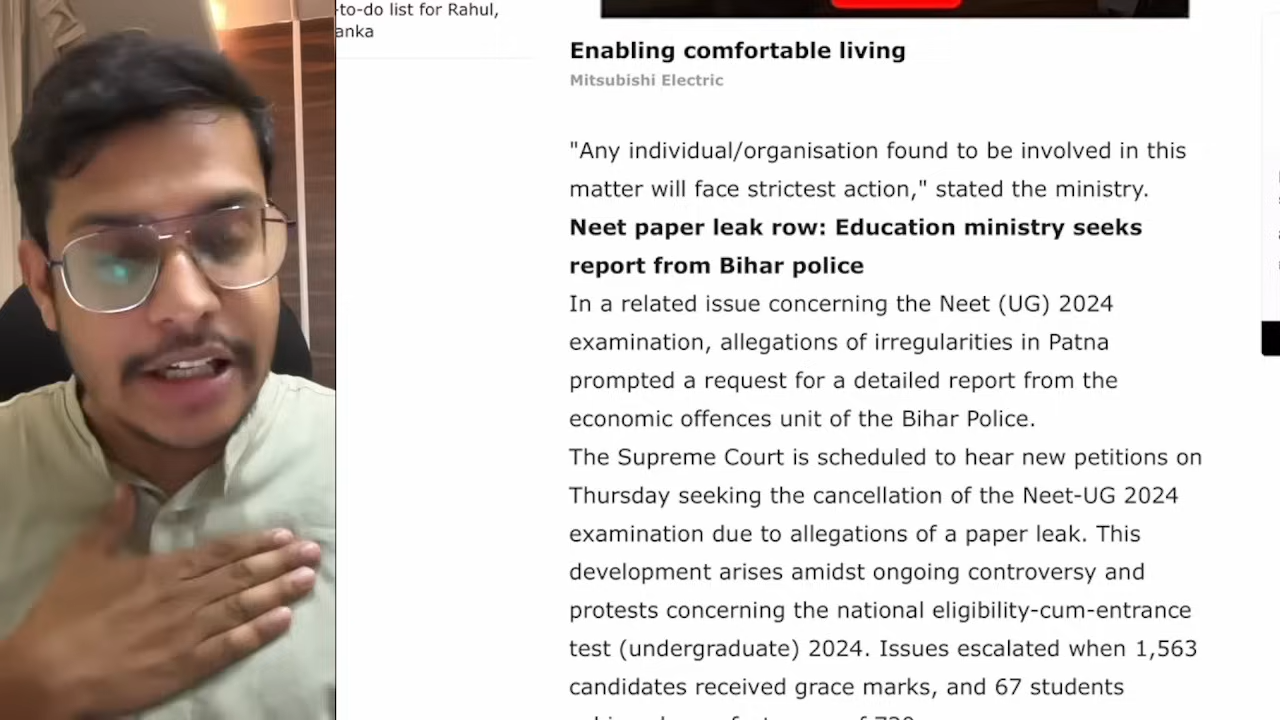 -to-do list for Rahul,
anka
Enabling comfortable living
Mitsubishi Electric
"Any individual/organisation found to be involved in this
matter will face strictest action," stated the ministry.
Neet paper leak row: Education ministry seeks
report from Bihar police
In a related issue concerning the Neet (UG) 2024
examination, allegations of irregularities in Patna
prompted a request for a detailed report from the
economic offences unit of the Bihar Police.
The Supreme Court is scheduled to hear new petitions on
Thursday seeking the cancellation of the Neet-UG 2024
examination due to allegations of a paper leak. This
development arises amidst ongoing controversy and
protests concerning the national eligibility-cum-entrance
test (undergraduate) 2024. Issues escalated when 1,563
candidates received grace marks, and 67 students